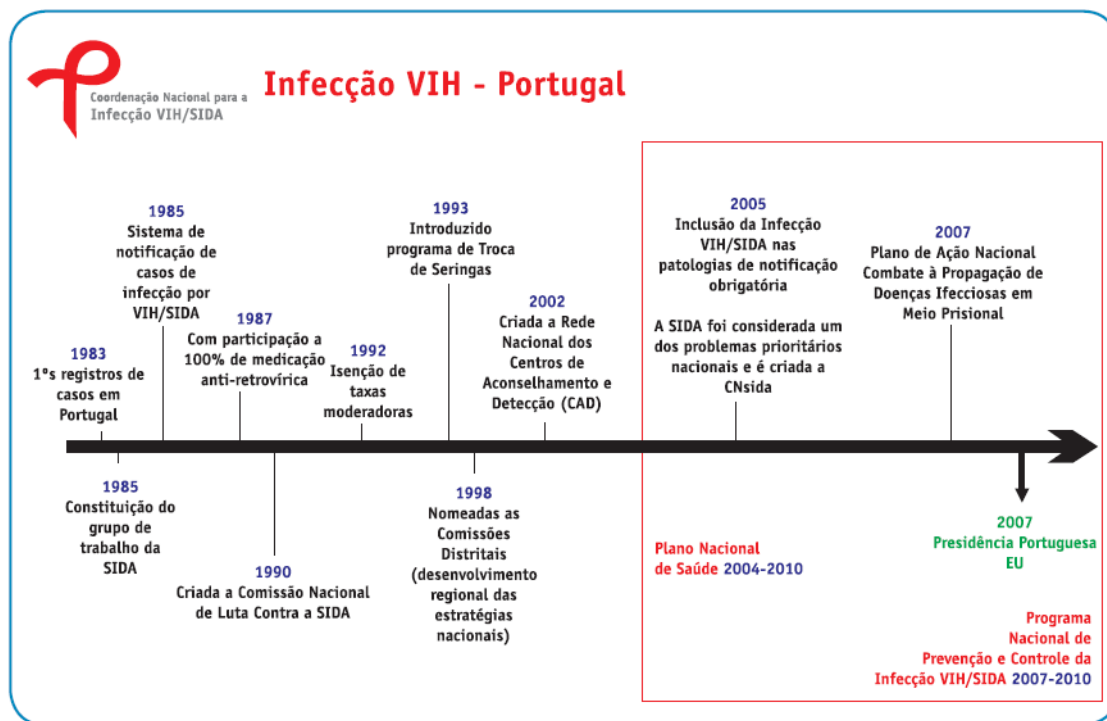 Coordenação Nacional para a
Infecção VIH/SIDA
Infecção VIH - Portugal
1983
1ºs registros de
casos em
Portugal
1985
Sistema de
notificação de
casos de
infecção por
VIH/SIDA
1987
Com participação a
100% de medicação
anti-retrovírica
1992
Isenção de
taxas
moderadoras
1993
Introduzido
programa de Troca
de Seringas
2002
Criada a Rede
Nacional dos
Centros de
Aconselhamento e
Detecção (CAD)
2005
Inclusão da Infecção
VIH/SIDA nas
patologias de notificação
obrigatória
A SIDA foi considerada um
dos problemas prioritários
nacionais e é criada a
CNsida
2007
Plano de Ação Nacional
Combate à Propagação de
Doenças Ifecciosas em
Meio Prisional
1985
Constituição do
grupo de
trabalho da
SIDA
1990
Criada a Comissão Nacional
de Luta Contra a SIDA
1998
Nomeadas as
Comissões
Distritais
(desenvolvimento
regional das
estratégias
nacionais)
Plano Nacional
de Saúde 2004-2010
2007
Presidência Portuguesa
EU
Programa
Nacional de
Prevenção e Controle da
Infecção VIH/SIDA 2007-2010